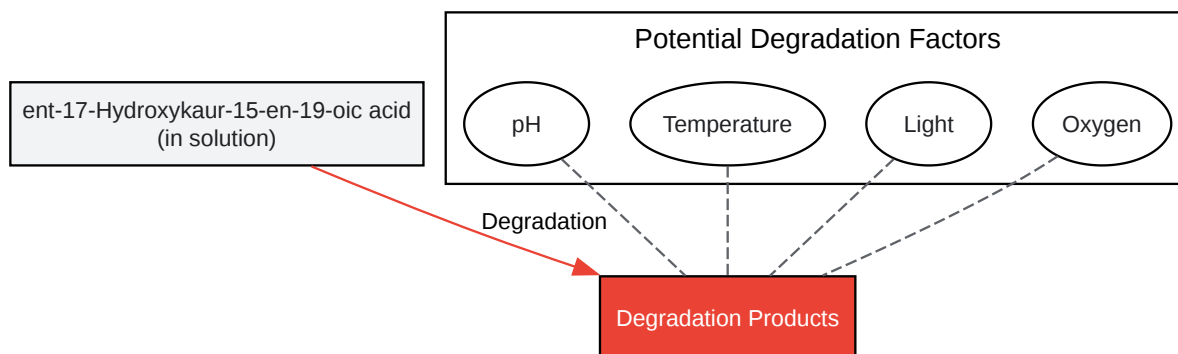 Potential Degradation Factors
ent-17-Hydroxykaur-15-en-19-oic acid
(in solution)
pH
Temperature
Light
Oxygen
Degradation
Degradation Products